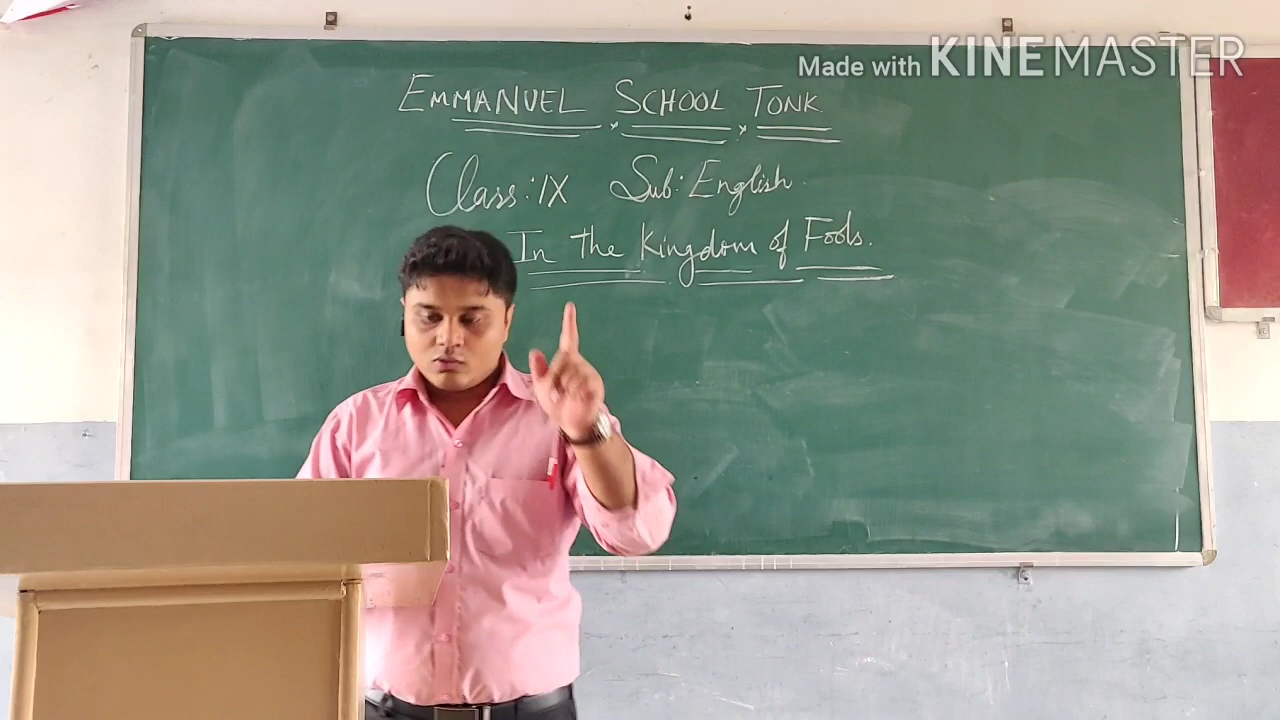 Made with KINEMASTER
EMMANUEL SCHOOL TONK.
Class: IX Sub: English.
In the Kingdom of Fools.